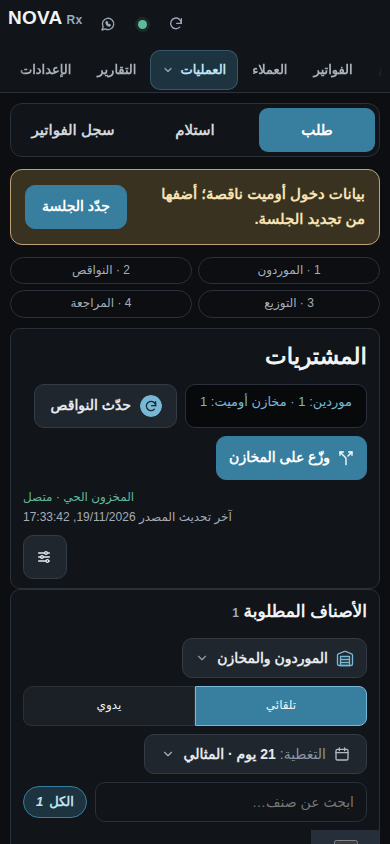 NOVA Rx
الفواتير
العملاء
العمليات
التقارير
الإعدادات
طلب
استلام
سجل الفواتير
بيانات دخول أوميت ناقصة؛ أضفها
من تجديد الجلسة.
جدّد الجلسة
1 · الموردون
2 · النواقص
3 · التوزيع
4 · المراجعة
المشتريات
موردين: 1 · مخازن أوميت: 1
حدّث النواقص
وزّع على المخازن
المخزون الحي · متصل
آخر تحديث المصدر 19/11/2026, 17:33:42
الأصناف المطلوبة 1
الموردون والمخازن
تلقائي
يدوي
التغطية: 21 يوم · المثالي
ابحث عن صنف…
الكل 1